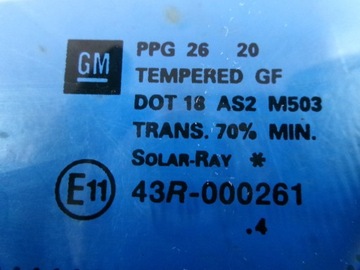 GM PPG 26 20
TEMPERED GF
DOT 18 AS2 M503
TRANS. 70% MIN.
SOLAR-RAY *
E11 43R-000261
.4